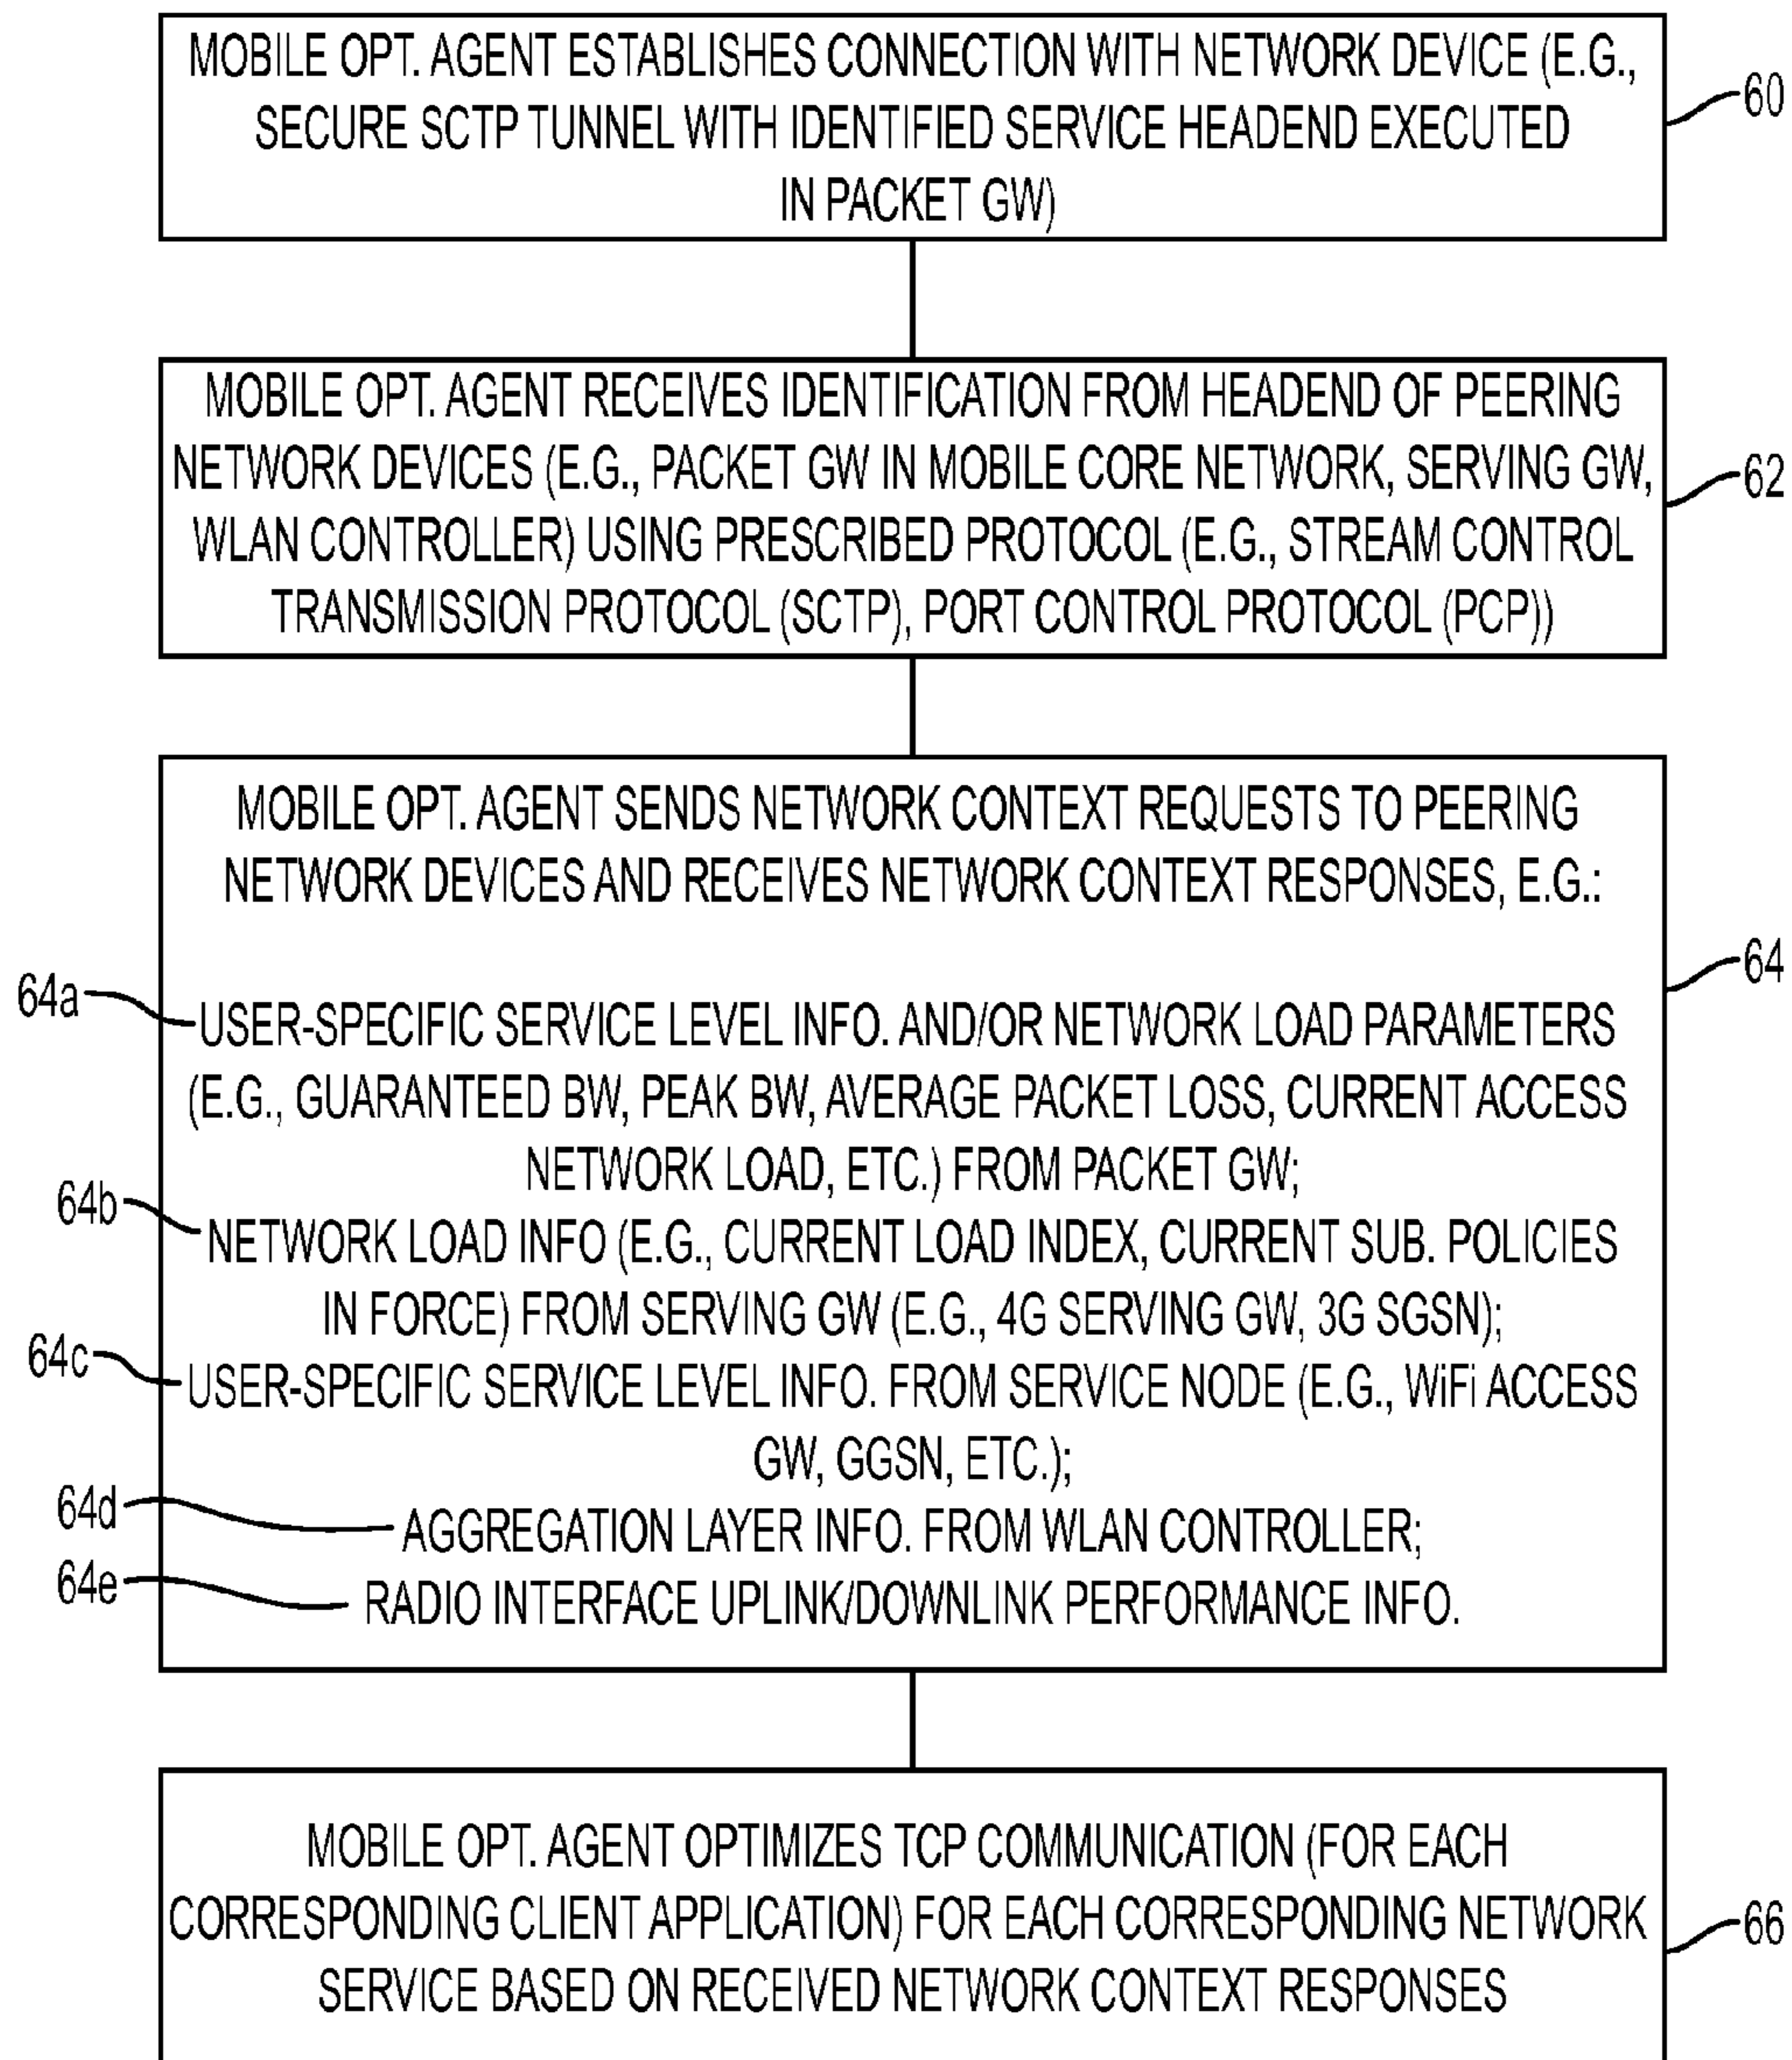 MOBILE OPT. AGENT ESTABLISHES CONNECTION WITH NETWORK DEVICE (E.G.,
SECURE SCTP TUNNEL WITH IDENTIFIED SERVICE HEADEND EXECUTED
IN PACKET GW)
60
MOBILE OPT. AGENT RECEIVES IDENTIFICATION FROM HEADEND OF PEERING
NETWORK DEVICES (E.G., PACKET GW IN MOBILE CORE NETWORK, SERVING GW,
WLAN CONTROLLER) USING PRESCRIBED PROTOCOL (E.G., STREAM CONTROL
TRANSMISSION PROTOCOL (SCTP), PORT CONTROL PROTOCOL (PCP))
62
MOBILE OPT. AGENT SENDS NETWORK CONTEXT REQUESTS TO PEERING
NETWORK DEVICES AND RECEIVES NETWORK CONTEXT RESPONSES, E.G.:
64
64a
USER-SPECIFIC SERVICE LEVEL INFO. AND/OR NETWORK LOAD PARAMETERS
(E.G., GUARANTEED BW, PEAK BW, AVERAGE PACKET LOSS, CURRENT ACCESS
NETWORK LOAD, ETC.) FROM PACKET GW;
64b
NETWORK LOAD INFO (E.G., CURRENT LOAD INDEX, CURRENT SUB. POLICIES
IN FORCE) FROM SERVING GW (E.G., 4G SERVING GW, 3G SGSN);
64c
USER-SPECIFIC SERVICE LEVEL INFO. FROM SERVICE NODE (E.G., WiFi ACCESS
GW, GGSN, ETC.);
64d
AGGREGATION LAYER INFO. FROM WLAN CONTROLLER;
64e
RADIO INTERFACE UPLINK/DOWNLINK PERFORMANCE INFO.
MOBILE OPT. AGENT OPTIMIZES TCP COMMUNICATION (FOR EACH
CORRESPONDING CLIENT APPLICATION) FOR EACH CORRESPONDING NETWORK
SERVICE BASED ON RECEIVED NETWORK CONTEXT RESPONSES
66